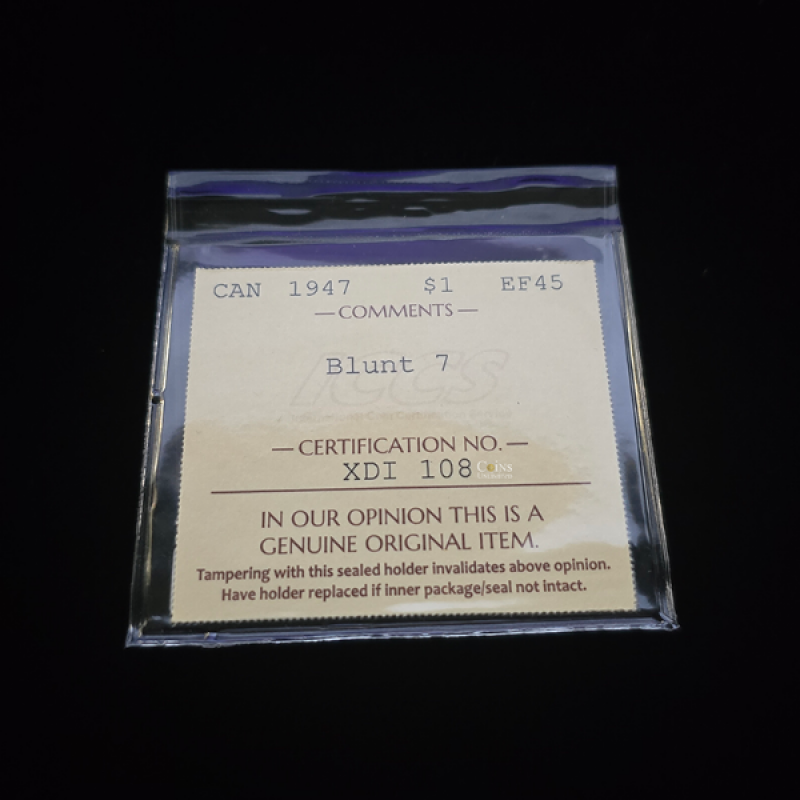 CAN 1947 $1 EF45
—COMMENTS—
Blunt 7
ICCS
—CERTIFICATION NO.—
XDI 108
Coins
IN OUR OPINION THIS IS A
GENUINE ORIGINAL ITEM.
Tampering with this sealed holder invalidates above opinion.
Have holder replaced if inner package/seal not intact.